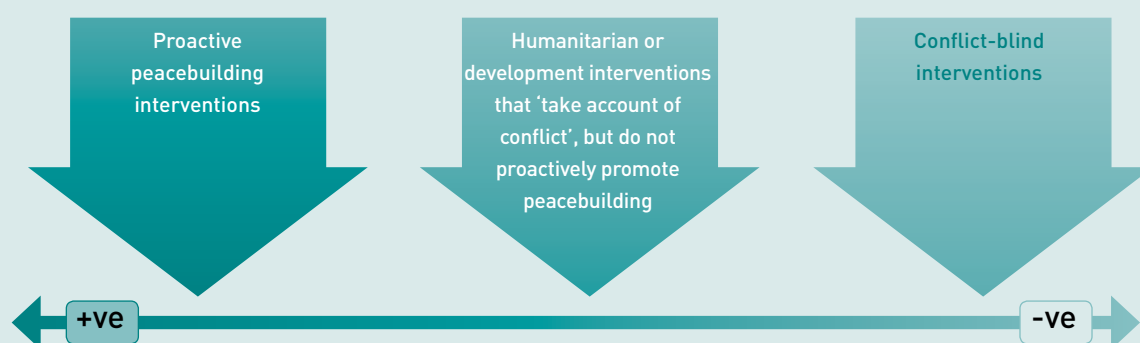 Proactive
peacebuilding
interventions
Humanitarian or
development interventions
that ‘take account of
conflict’, but do not
proactively promote
peacebuilding
Conflict-blind
interventions
+ve
-ve